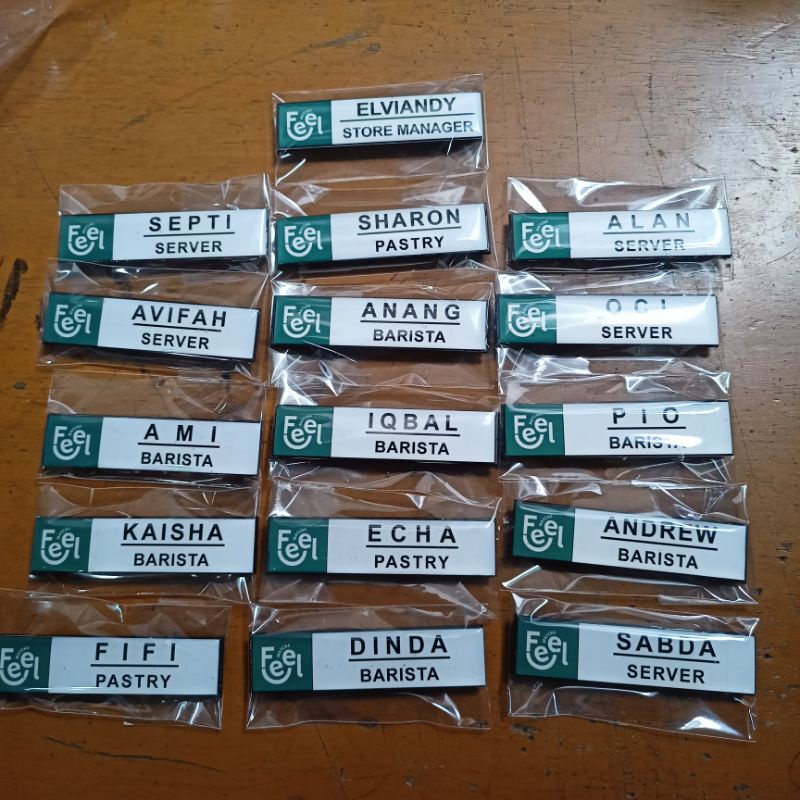 Feel
ELVIANDY
STORE MANAGER
Feel
SEPTI
SERVER
Feel
SHARON
PASTRY
Feel
ALAN
SERVER
Feel
AVIFAH
SERVER
Feel
ANANG
BARISTA
Feel
OGI
SERVER
Feel
AMI
BARISTA
Feel
IQBAL
BARISTA
Feel
PIO
BARISTA
Feel
KAISHA
BARISTA
Feel
ECHA
PASTRY
Feel
ANDREW
BARISTA
Feel
FIFI
PASTRY
Feel
DINDA
BARISTA
Feel
SABDA
SERVER